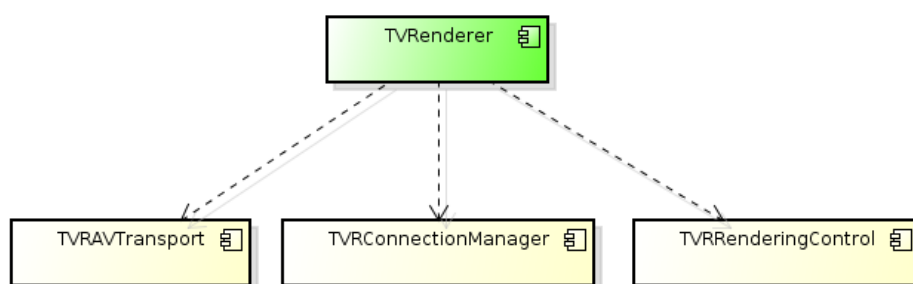 TVRenderer
TVRAVTransport
TVRConnectionManager
TVRRenderingControl